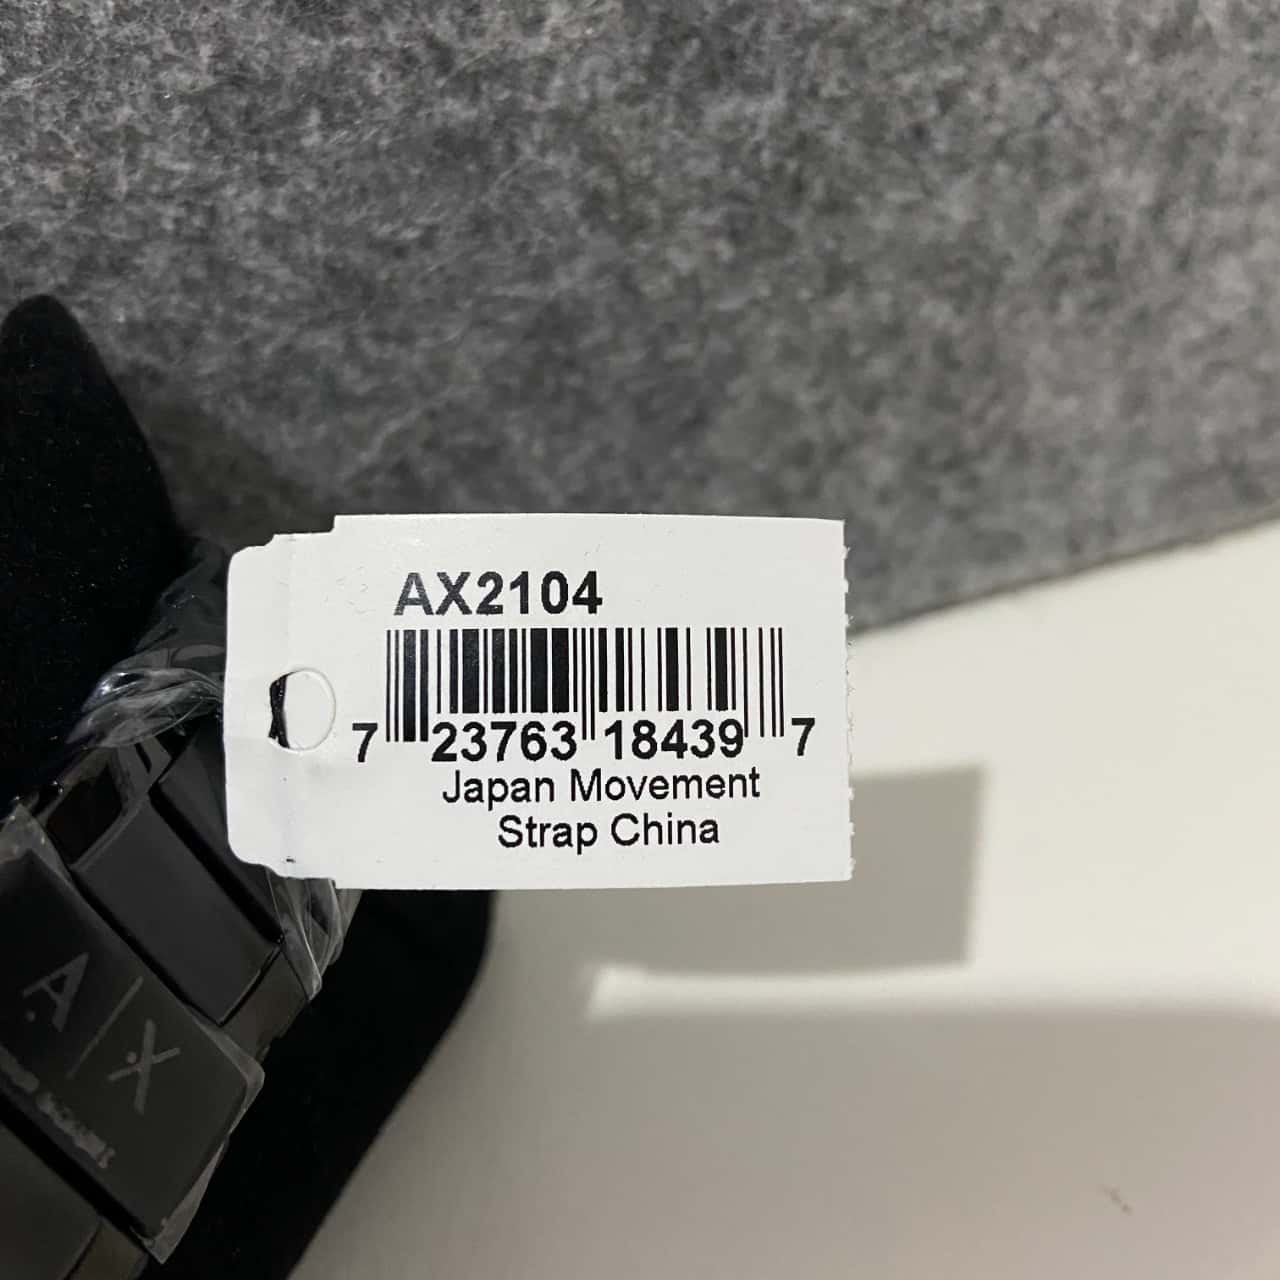 AX2104
7 23763 18439 7
Japan Movement
Strap China
A|X